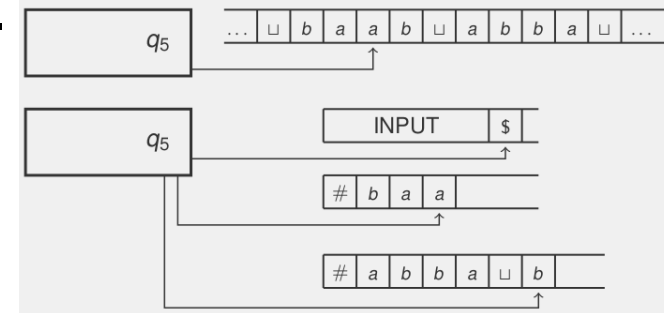 q5 ... ⊔ b a a b ⊔ a b b a ⊔ ...
q5 INPUT $
# b a a
# a b b a ⊔ b